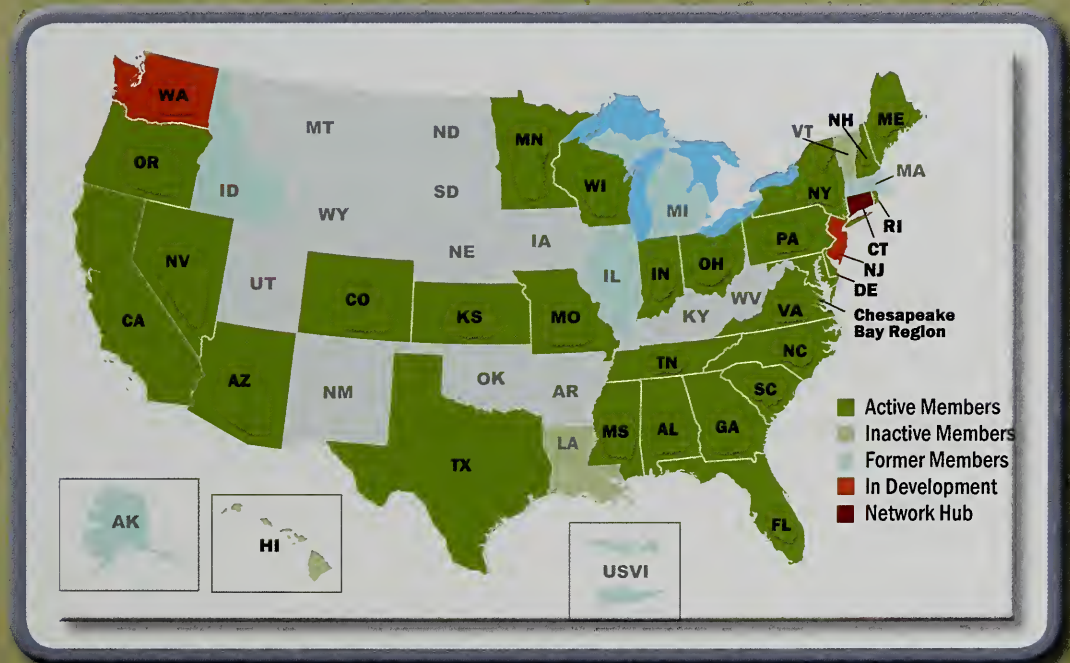 WA
MT
ND
MN
VT
NH
ME
OR
ID
SD
WI
MI
NY
MA
WY
RI
NE
IA
PA
CT
NV
UT
IL
IN
OH
NJ
DE
CO
KS
MO
KY
WV
VA
Chesapeake
Bay Region
CA
TN
NC
AZ
NM
OK
AR
SC
MS
AL
GA
LA
TX
FL
AK
HI
USVI
Active Members
Inactive Members
Former Members
In Development
Network Hub